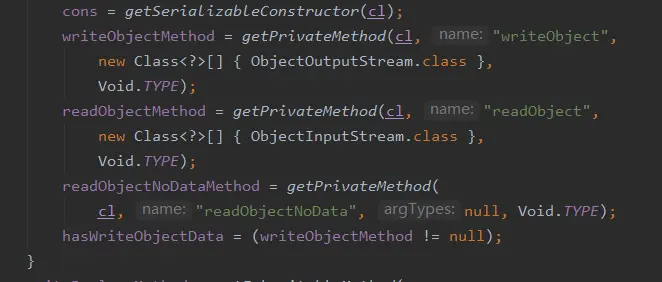 cons = getSerializableConstructor(cl);
writeObjectMethod = getPrivateMethod(cl, name: "writeObject",
new Class<?>[] { ObjectOutputStream.class },
Void.TYPE);
readObjectMethod = getPrivateMethod(cl, name: "readObject",
new Class<?>[] { ObjectInputStream.class },
Void.TYPE);
readObjectNoDataMethod = getPrivateMethod(
cl, name: "readObjectNoData", argTypes: null, Void.TYPE);
hasWriteObjectData = (writeObjectMethod != null);
}